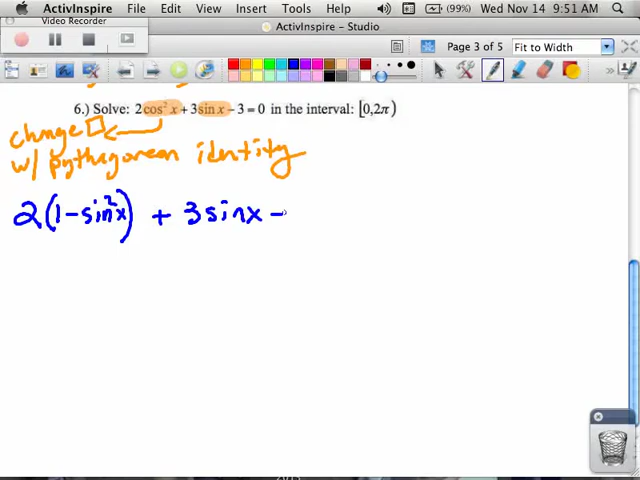 ActivInspire File Edit View Insert Tools Help (99%) Wed Nov 14 9:51 AM
Video Recorder
ActivInspire - Studio
Page 3 of 5 Fit to Width
6.) Solve: 2cos² x + 3 sin x − 3 = 0 in the interval: [0,2π)
change
w/ pythagorean identity
2(1-sin²x) + 3sinx -